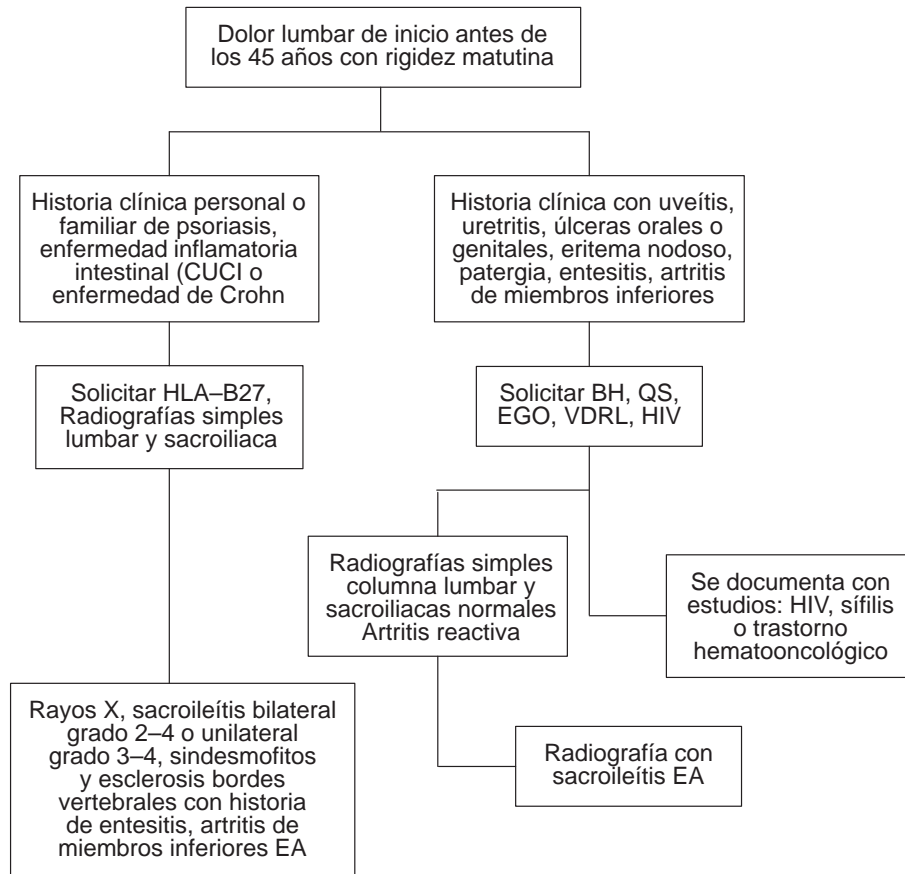 Dolor lumbar de inicio antes de
los 45 años con rigidez matutina
Historia clínica personal o
familiar de psoriasis,
enfermedad inflamatoria
intestinal (CUCI o
enfermedad de Crohn
Historia clínica con uveítis,
uretritis, úlceras orales o
genitales, eritema nodoso,
patergia, entesitis, artritis
de miembros inferiores
Solicitar HLA–B27,
Radiografías simples
lumbar y sacroiliaca
Solicitar BH, QS,
EGO, VDRL, HIV
Radiografías simples
columna lumbar y
sacroiliacas normales
Artritis reactiva
Se documenta con
estudios: HIV, sífilis
o trastorno
hematooncológico
Rayos X, sacroileítis bilateral
grado 2–4 o unilateral
grado 3–4, sindesmofitos
y esclerosis bordes
vertebrales con historia
de entesitis, artritis de
miembros inferiores EA
Radiografía con
sacroileítis EA